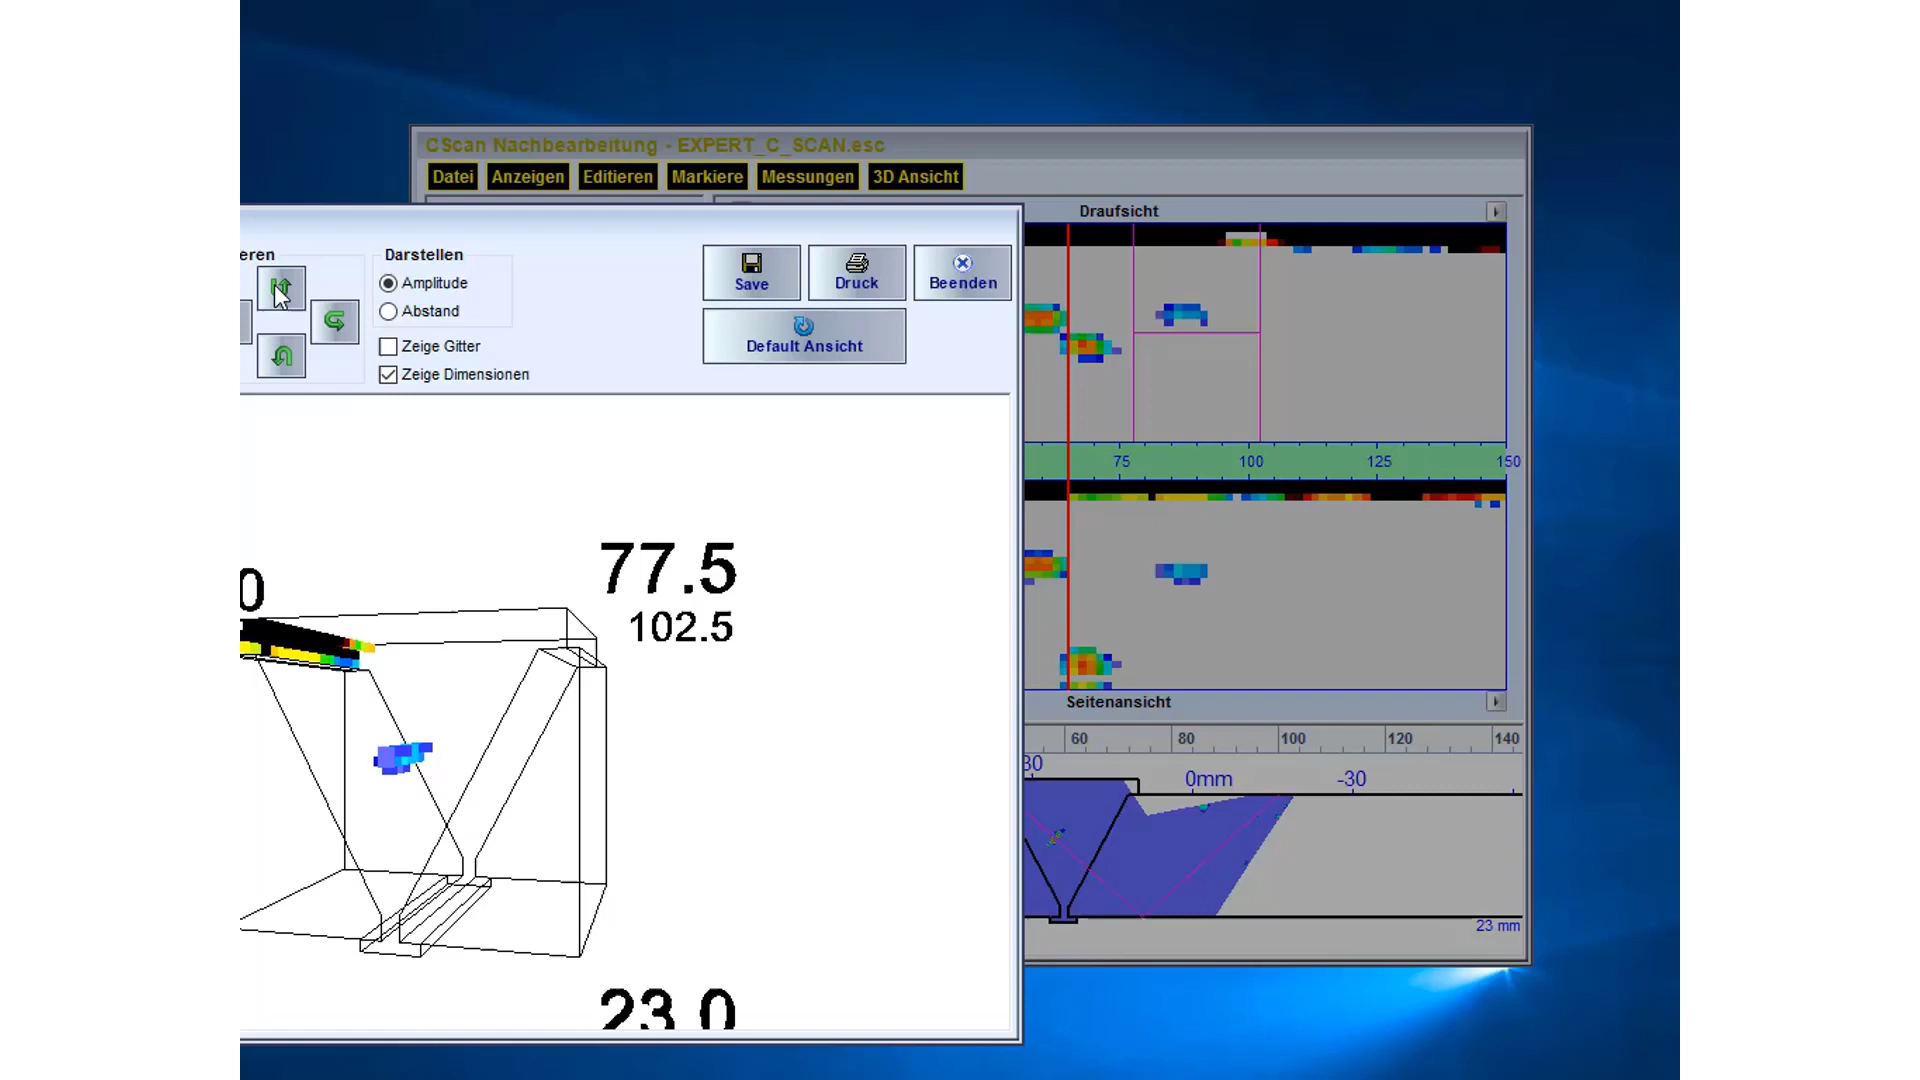 CScan Nachbearbeitung - EXPERT_C_SCAN.esc
Datei Anzeigen Editieren Markiere Messungen 3D Ansicht
Draufsicht
eren
Darstellen
Amplitude
Abstand
Zeige Gitter
Zeige Dimensionen
Save Druck Beenden
Default Ansicht
75 100 125 150
77.5
102.5
0
23.0
Seitenansicht
60 80 100 120 140
30 0mm -30
23 mm